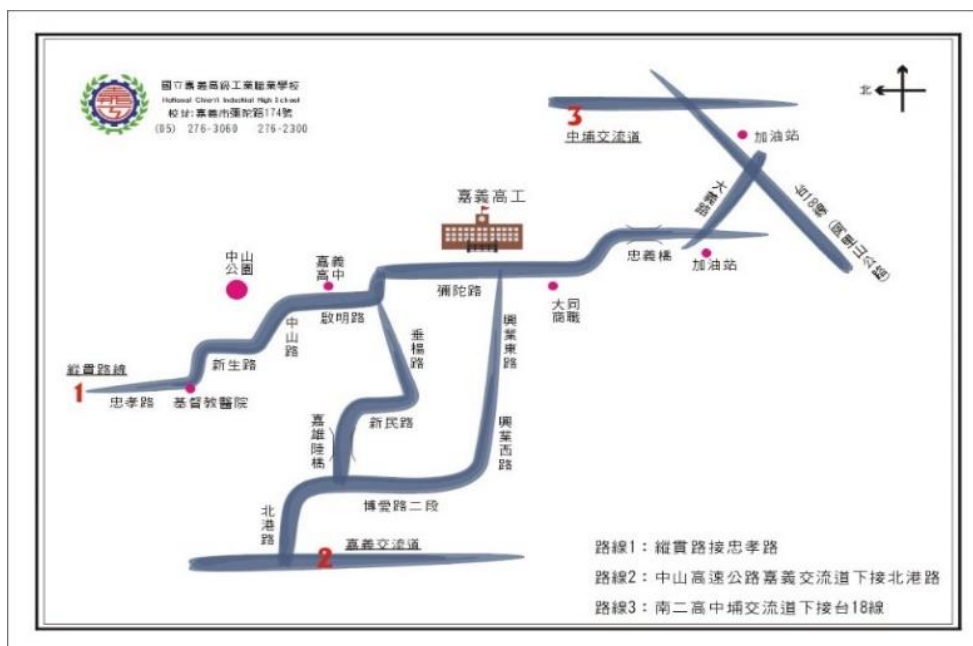 國立嘉義高級工業職業學校
National ChiaYi Industrial High School
校址:嘉義市彌陀路174號
(05) 276-3060 276-2300
北
3
中埔交流道
加油站
台18線(阿里山公路)
大義路
嘉義高工
忠義橋
加油站
中山
公園
嘉義
高中
彌陀路
大同
商職
啟明路
中山路
垂楊路
興業東路
縱貫路線
1
新生路
忠孝路
基督教醫院
嘉雄陸橋
新民路
興業西路
北港路
博愛路二段
2
嘉義交流道
路線1：縱貫路接忠孝路
路線2：中山高速公路嘉義交流道下接北港路
路線3：南二高中埔交流道下接台18線